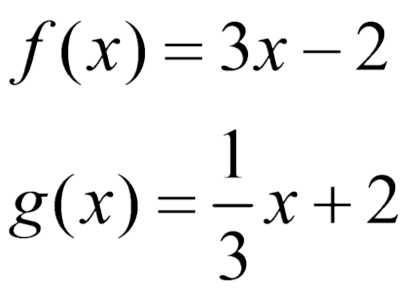 f(x) = 3x − 2
g(x) = 1/3 x + 2